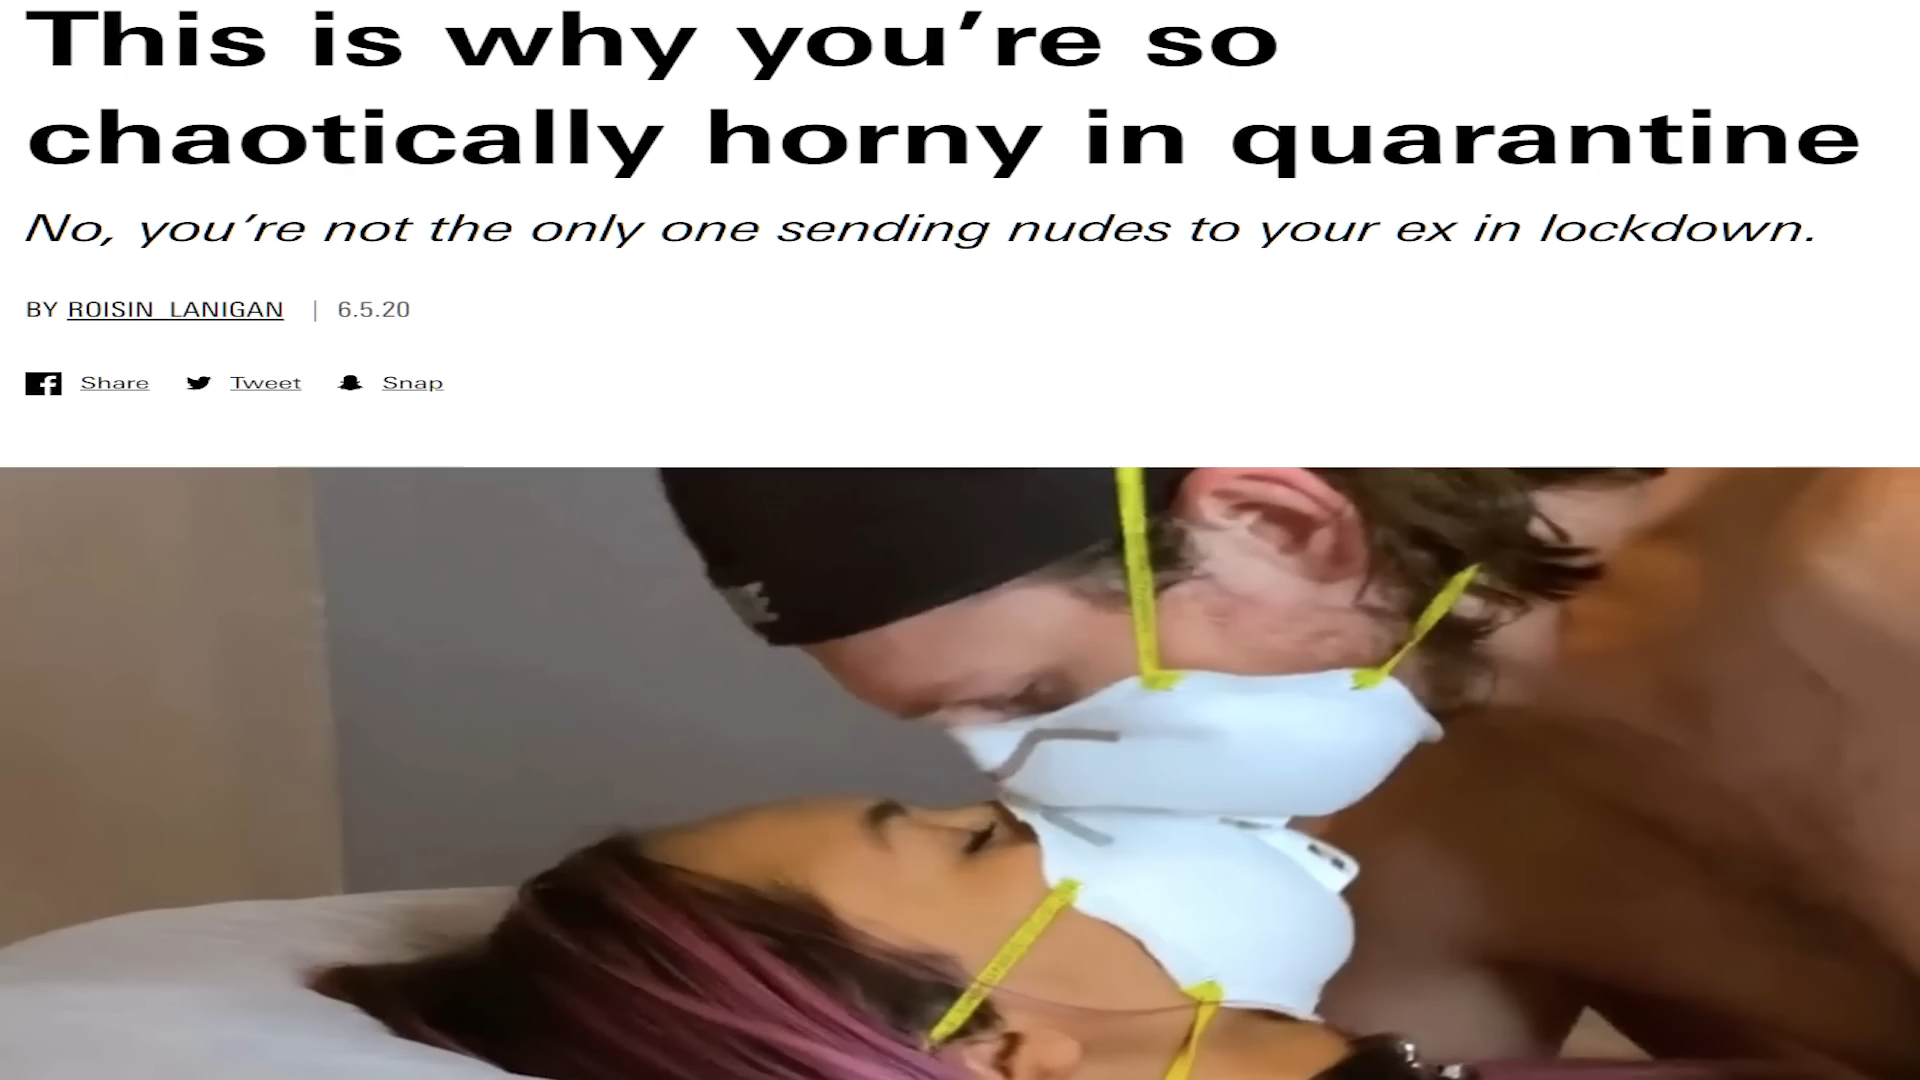 This is why you're so
chaotically horny in quarantine
No, you're not the only one sending nudes to your ex in lockdown.
BY ROISIN LANIGAN | 6.5.20
Share Tweet Snap